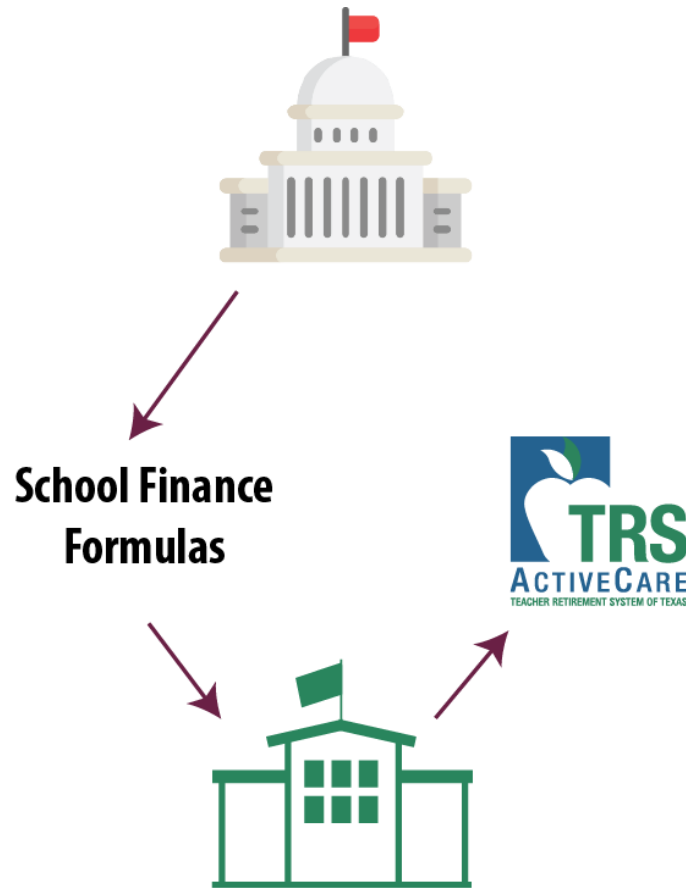 School Finance
Formulas
TRS
ACTIVECARE
TEACHER RETIREMENT SYSTEM OF TEXAS